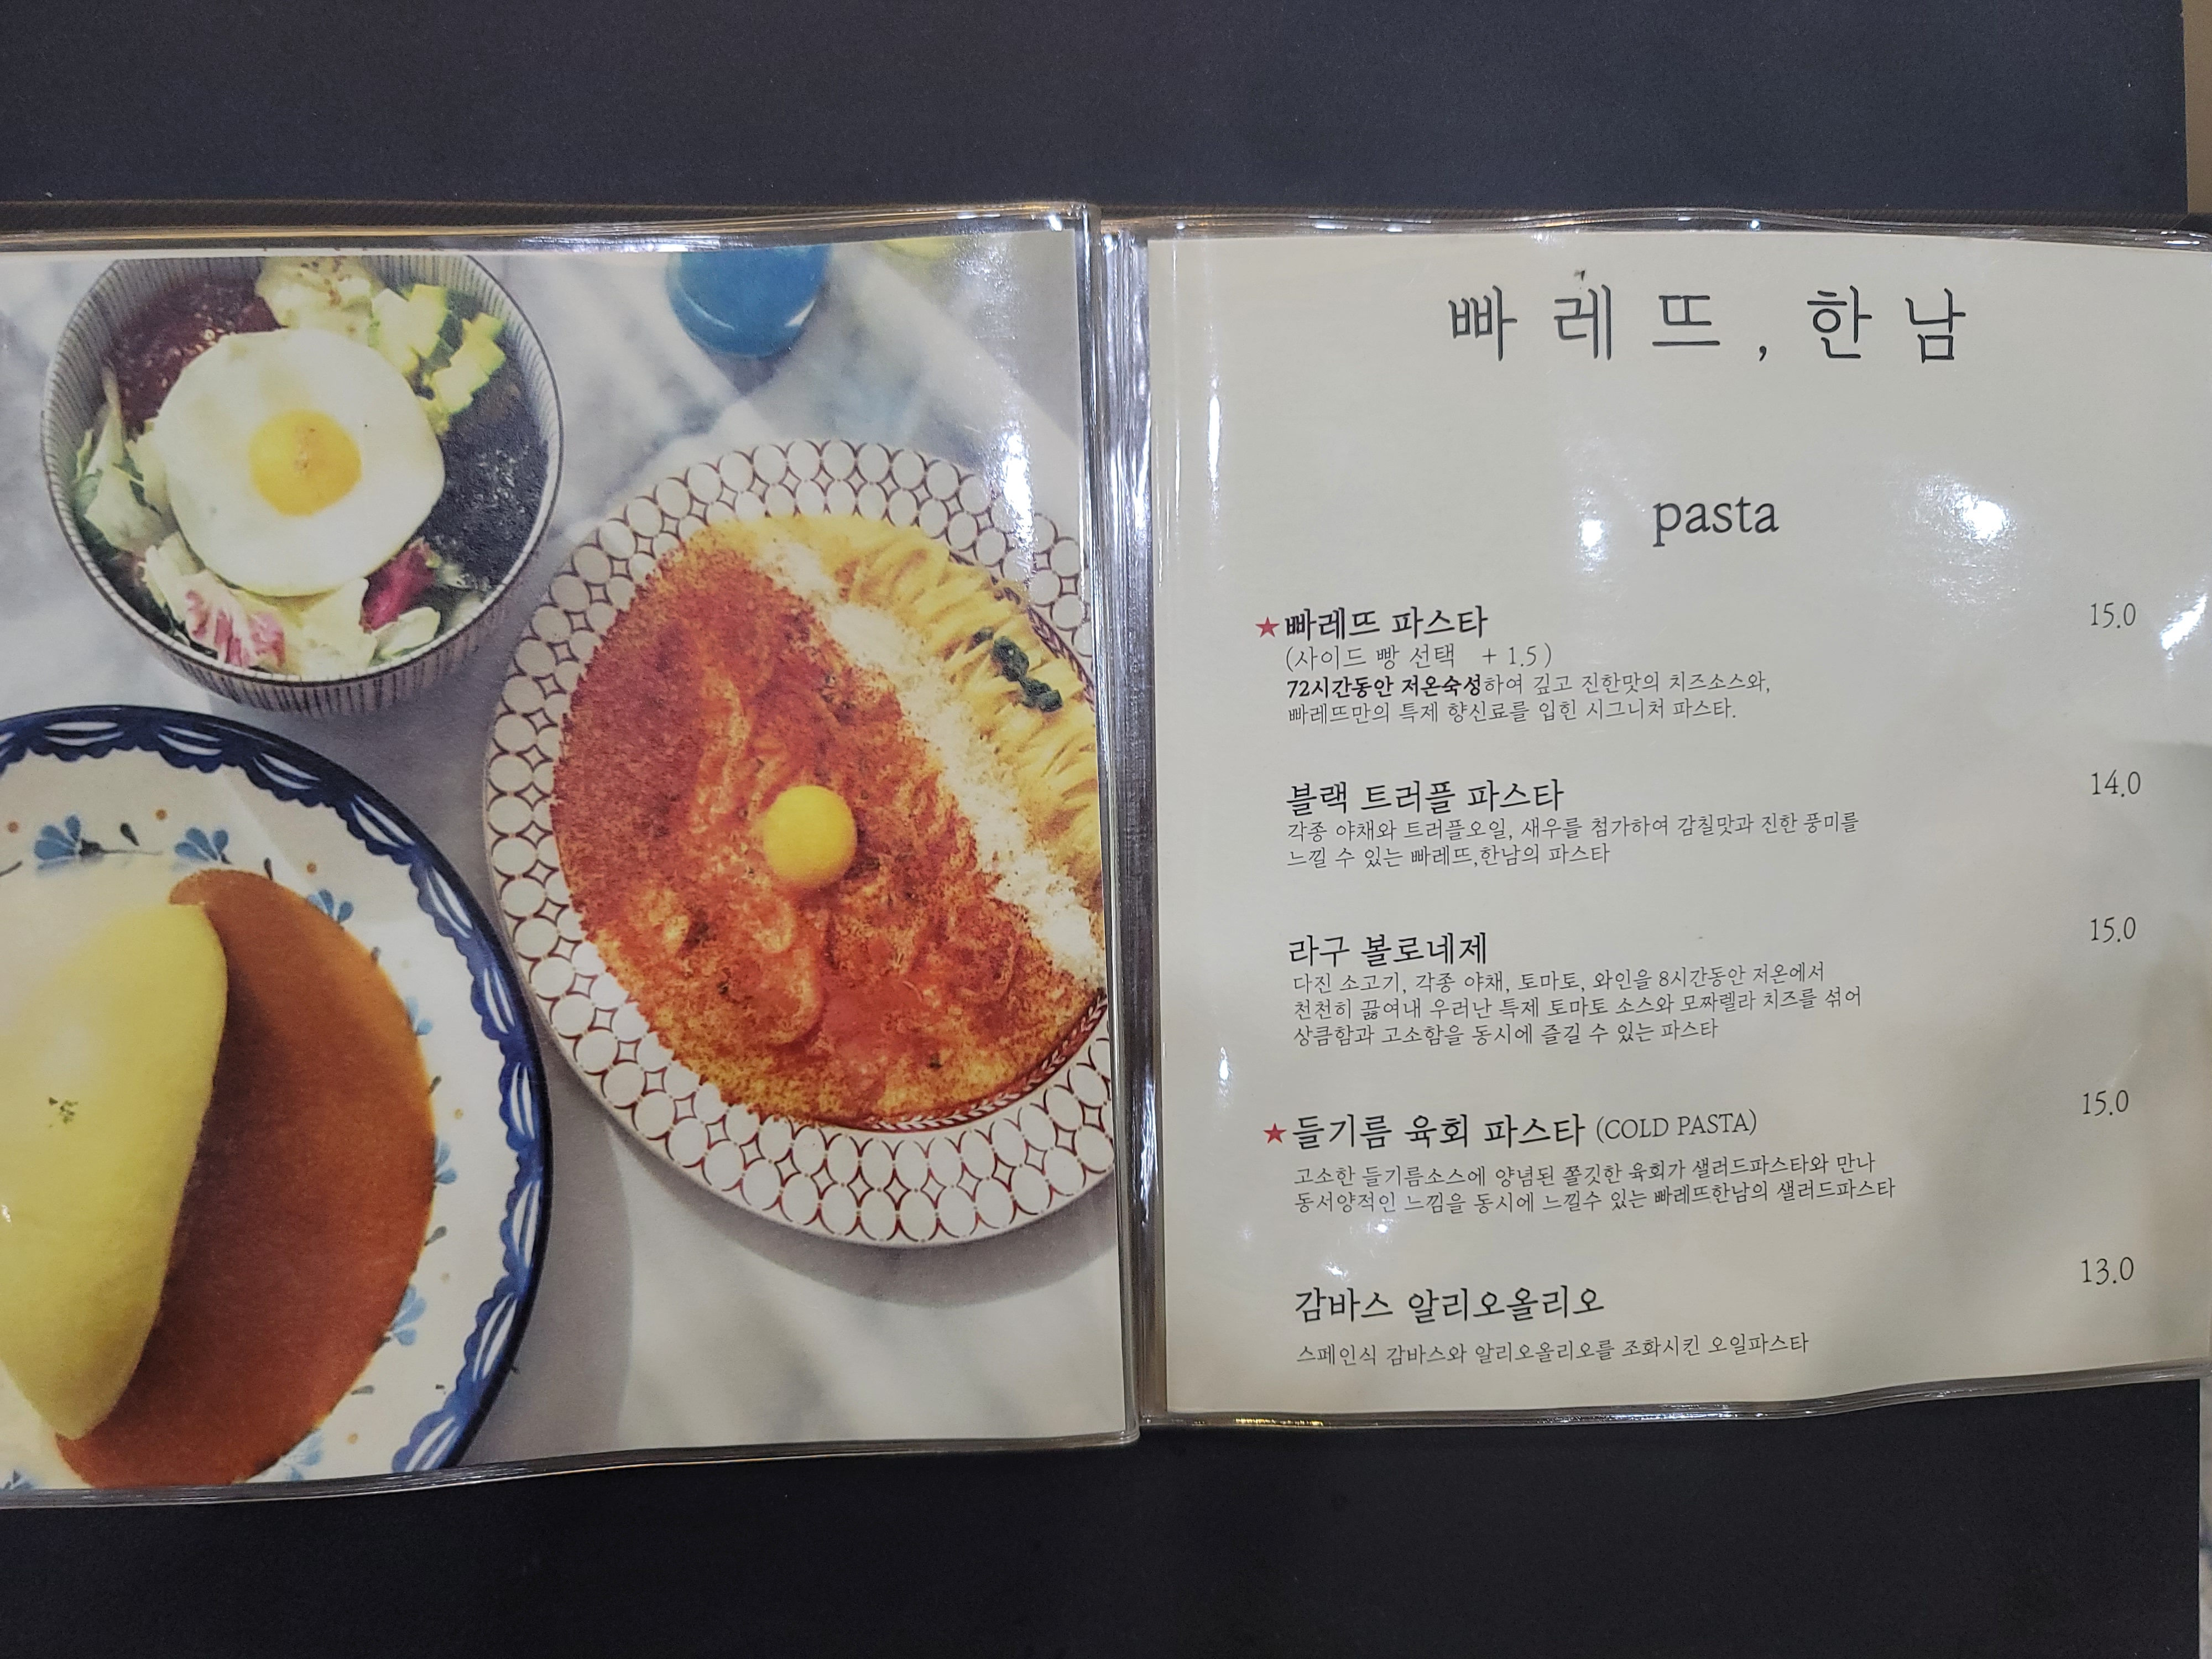 빠레뜨, 한남
pasta
★빠레뜨 파스타 15.0
(사이드 빵 선택 + 1.5)
72시간동안 저온숙성하여 깊고 진한맛의 치즈소스와,
빠레뜨만의 특제 향신료를 입힌 시그니처 파스타.
블랙 트러플 파스타 14.0
각종 야채와 트러플오일, 새우를 첨가하여 감칠맛과 진한 풍미를
느낄 수 있는 빠레뜨,한남의 파스타
라구 볼로네제 15.0
다진 소고기, 각종 야채, 토마토, 와인을 8시간동안 저온에서
천천히 끓여내 우러난 특제 토마토 소스와 모짜렐라 치즈를 섞어
상큼함과 고소함을 동시에 즐길 수 있는 파스타
★들기름 육회 파스타 (COLD PASTA) 15.0
고소한 들기름소스에 양념된 쫄깃한 육회가 샐러드파스타와 만나
동서양적인 느낌을 동시에 느낄수 있는 빠레뜨한남의 샐러드파스타
감바스 알리오올리오 13.0
스페인식 감바스와 알리오올리오를 조화시킨 오일파스타